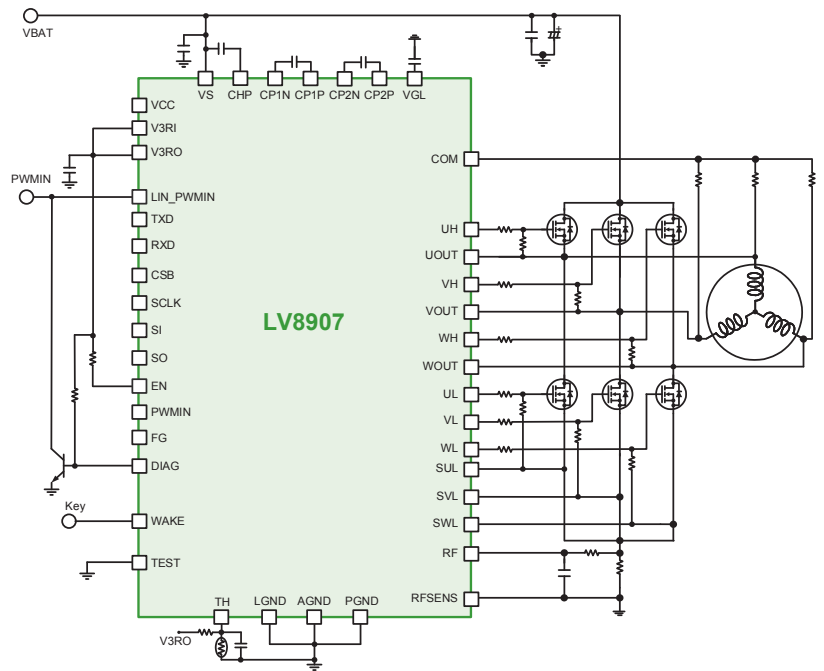 VBAT
VS
CHP
CP1N
CP1P
CP2N
CP2P
VGL
VCC
V3RI
V3RO
PWMIN
LIN_PWMIN
TXD
RXD
CSB
SCLK
SI
SO
EN
PWMIN
FG
DIAG
Key
WAKE
TEST
LV8907
COM
UH
UOUT
VH
VOUT
WH
WOUT
UL
VL
WL
SUL
SVL
SWL
RF
RFSENS
TH
LGND
AGND
PGND
V3RO